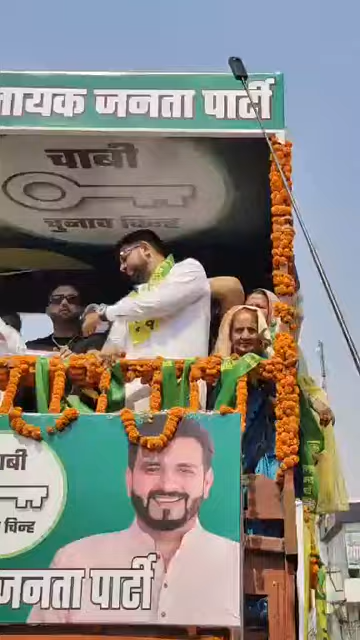 नायक जनता पार्टी
चाबी
चुनाव चिन्ह
चाबी
चिन्ह
जनता पार्टी